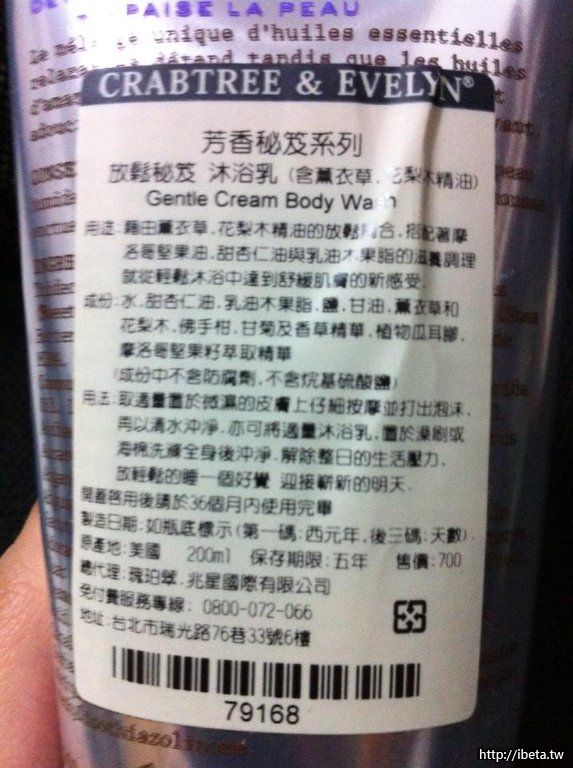 PAISE LA PEAU
unique d'huiles essentielles
détend tandis que les huiles
CRABTREE & EVELYN®
芳香秘笈系列
放鬆秘笈 沐浴乳 (含薰衣草.花梨木精油)
Gentle Cream Body Wash
用途:藉由薰衣草.花梨木精油的放鬆組合.搭配著摩
洛哥堅果油.甜杏仁油與乳油木果脂的滋養調理
就從輕鬆沐浴中達到舒緩肌膚的新感受.
成份:水.甜杏仁油.乳油木果脂.鹽.甘油.薰衣草和
花梨木.佛手柑.甘菊及香草精華.植物瓜耳膠.
摩洛哥堅果籽萃取精華
(成份中不含防腐劑.不含烷基硫酸鹽)
用法:取適量置於微濕的皮膚上仔細按摩並打出泡沫.
再以清水沖淨.亦可將適量沐浴乳.置於澡刷或
海棉洗滌全身後沖淨.解除整日的生活壓力.
放輕鬆的睡一個好覺 迎接嶄新的明天.
開蓋啓用後請於36個月內使用完畢
製造日期:如瓶底標示(第一碼:西元年,後三碼:天數).
原產地:美國 200ml 保存期限:五年 售價:700
總代理:瑰珀翠.兆星國際有限公司
免付費服務專線: 0800-072-066
地址:台北市瑞光路76巷33號6樓
79168
http://ibeta.tw